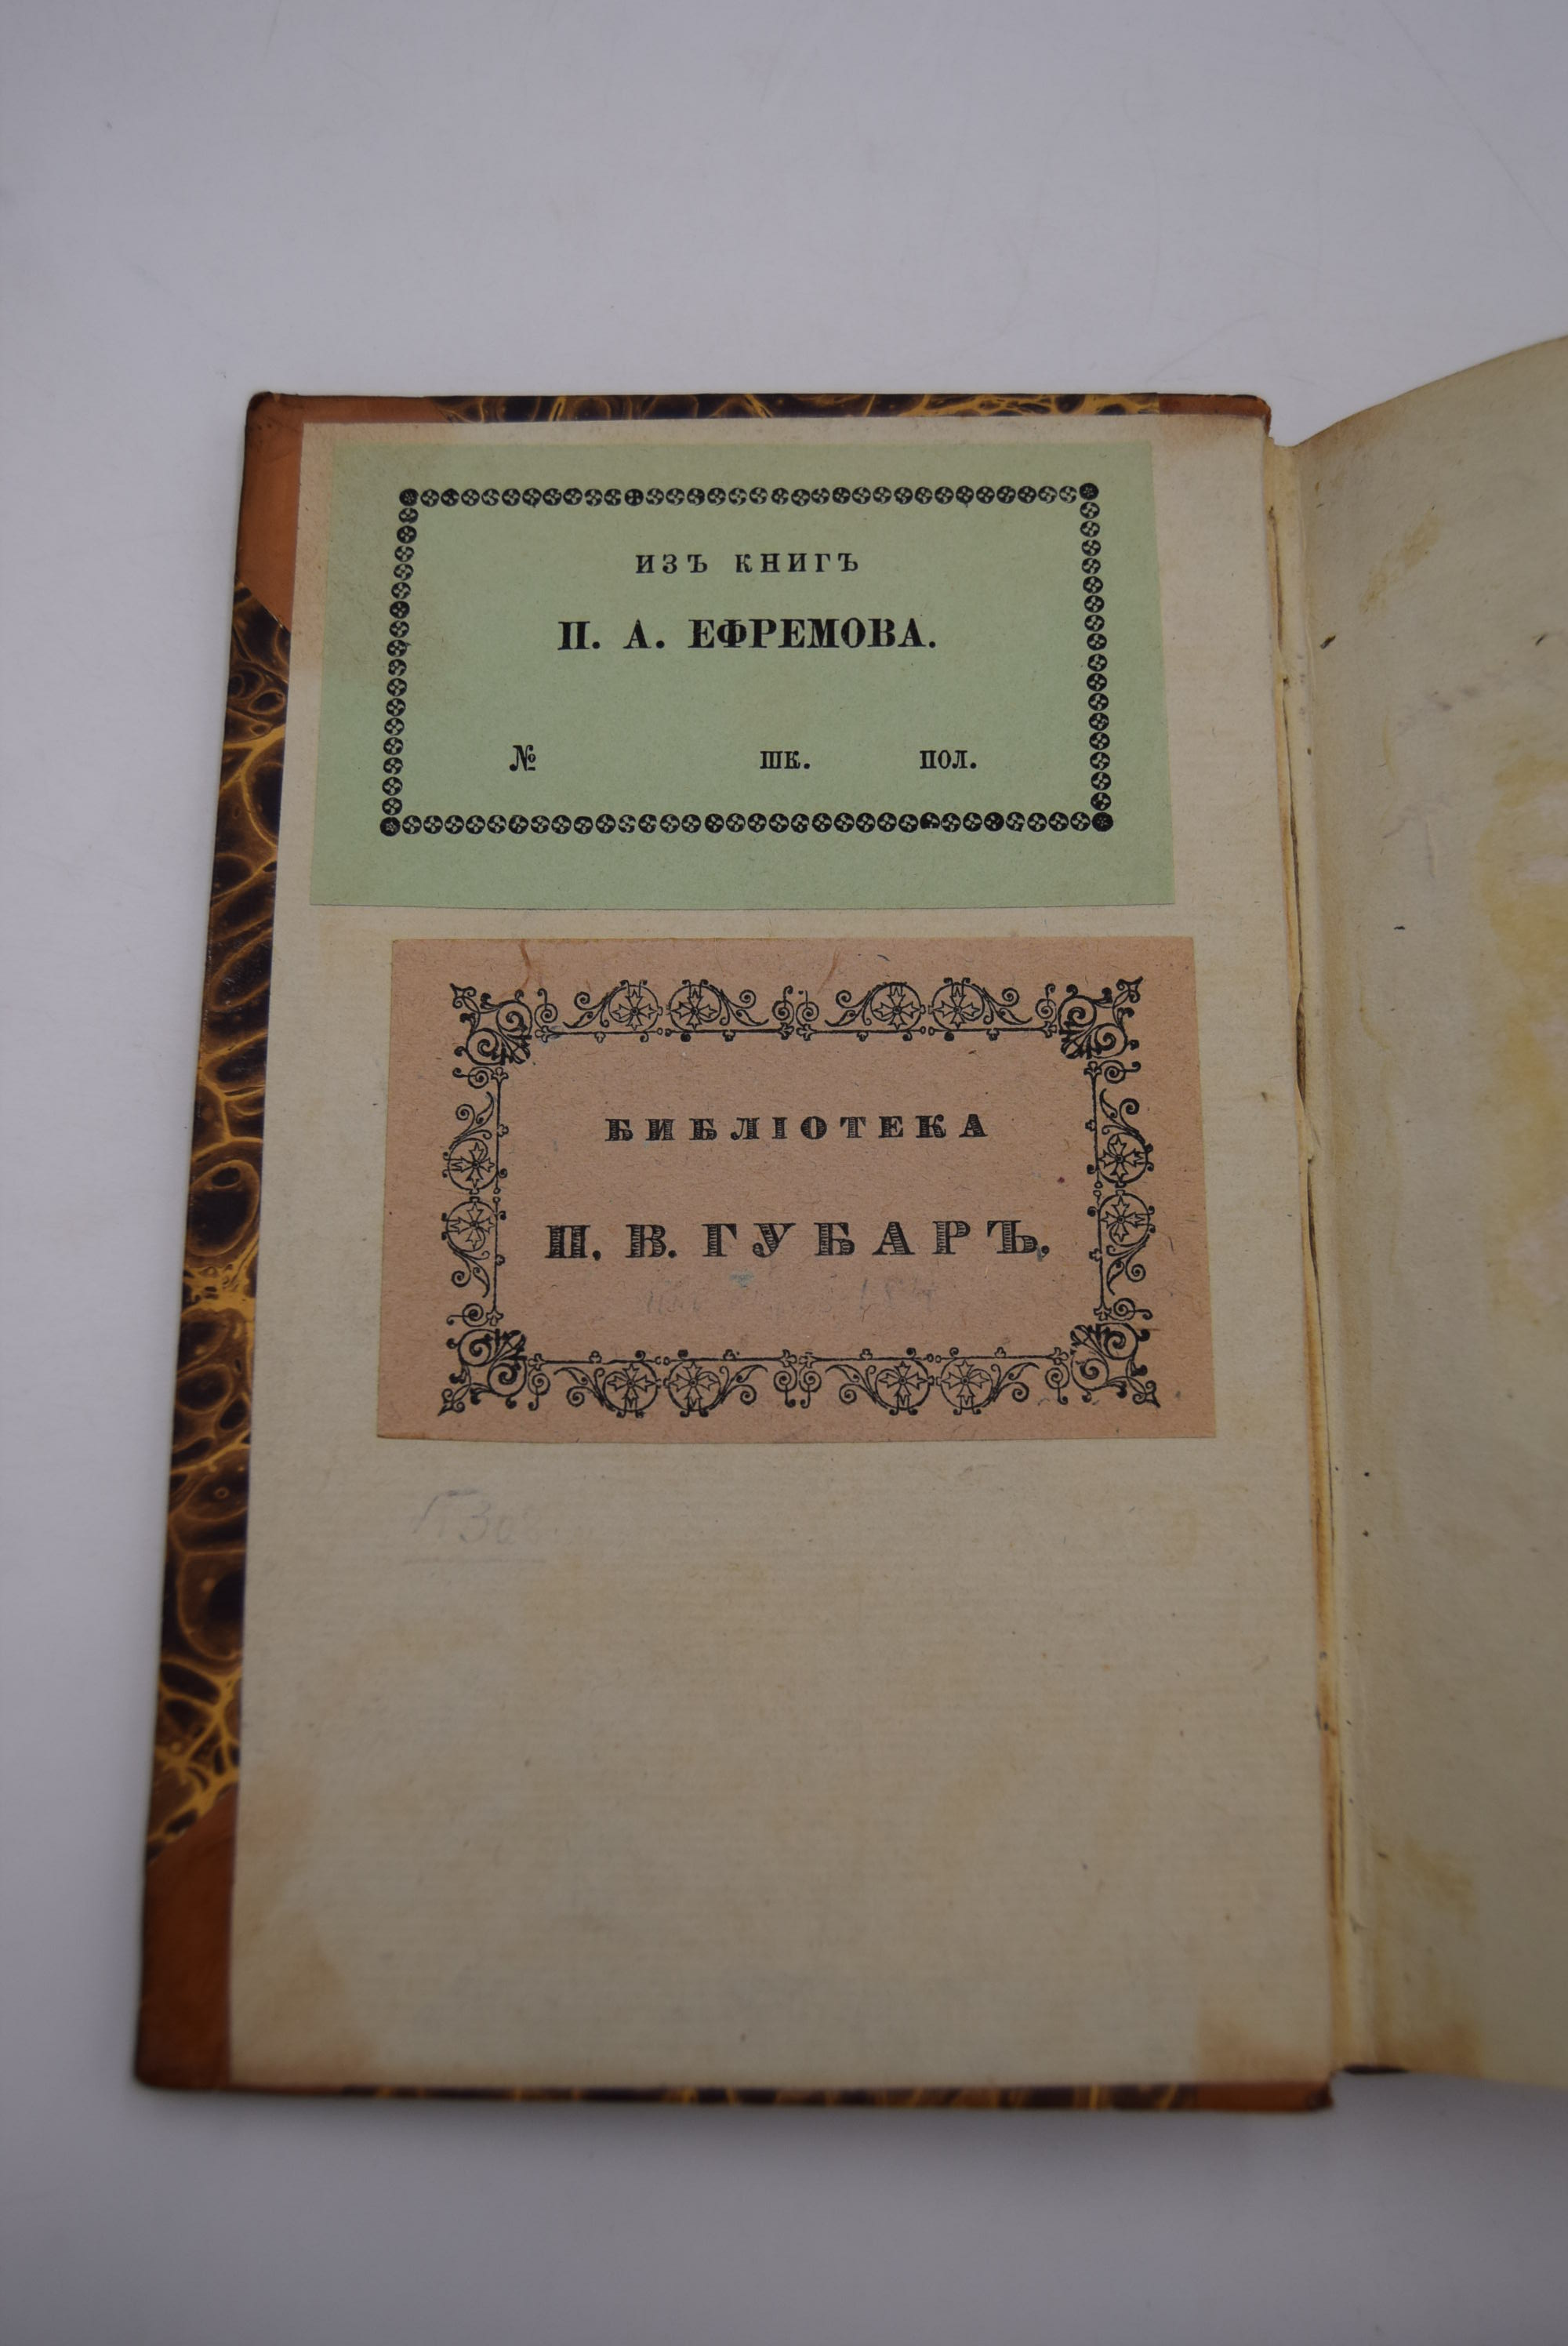 ИЗЪ КНИГЪ
П. А. ЕФРЕМОВА.
№ ШК. ПОЛ.
БИБЛІОТЕКА
П. В. ГУБАРЪ.